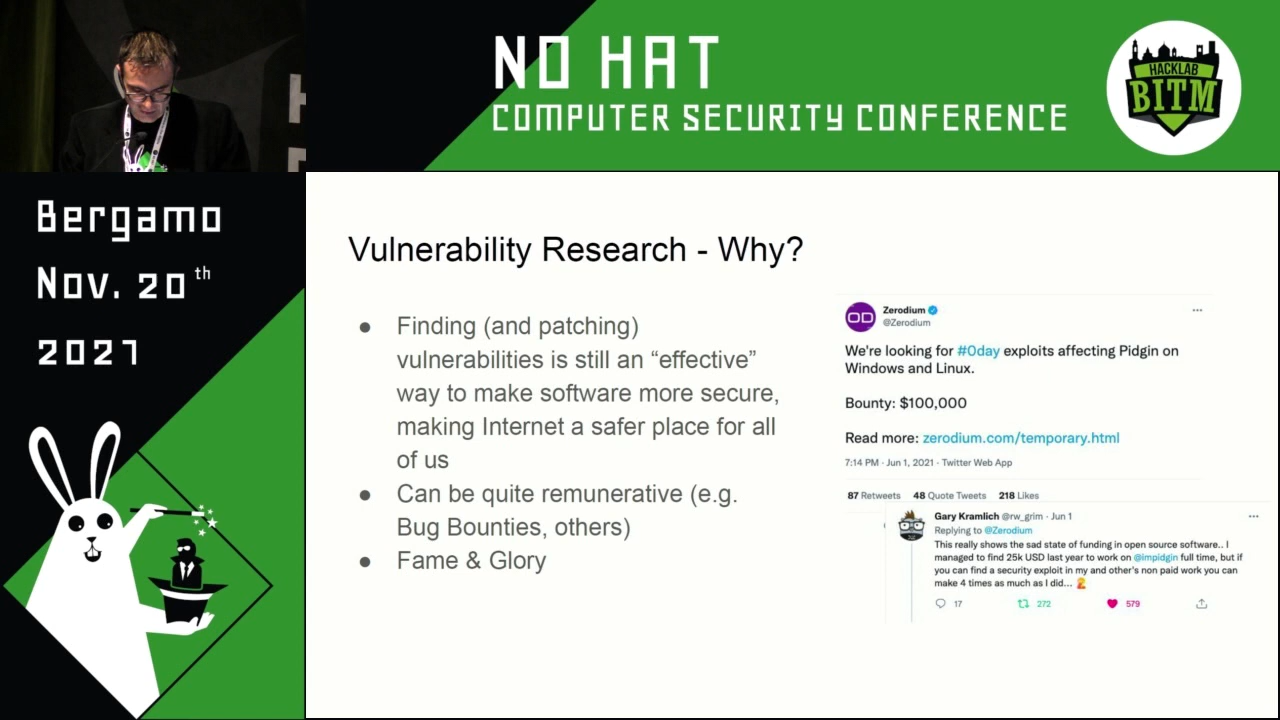 NO HAT
COMPUTER SECURITY CONFERENCE
HACKLAB
BITM
Bergamo
Nov. 20th
2021
Vulnerability Research - Why?
● Finding (and patching)
vulnerabilities is still an “effective”
way to make software more secure,
making Internet a safer place for all
of us
● Can be quite remunerative (e.g.
Bug Bounties, others)
● Fame & Glory
OD
Zerodium
@Zerodium
We're looking for #0day exploits affecting Pidgin on
Windows and Linux.
Bounty: $100,000
Read more: zerodium.com/temporary.html
7:14 PM · Jun 1, 2021 · Twitter Web App
87 Retweets 48 Quote Tweets 218 Likes
Gary Kramlich @rw_grim · Jun 1
Replying to @Zerodium
This really shows the sad state of funding in open source software.. I
managed to find 25k USD last year to work on @impidgin full time, but if
you can find a security exploit in my and other's non paid work you can
make 4 times as much as I did... 🤦
17 272 579